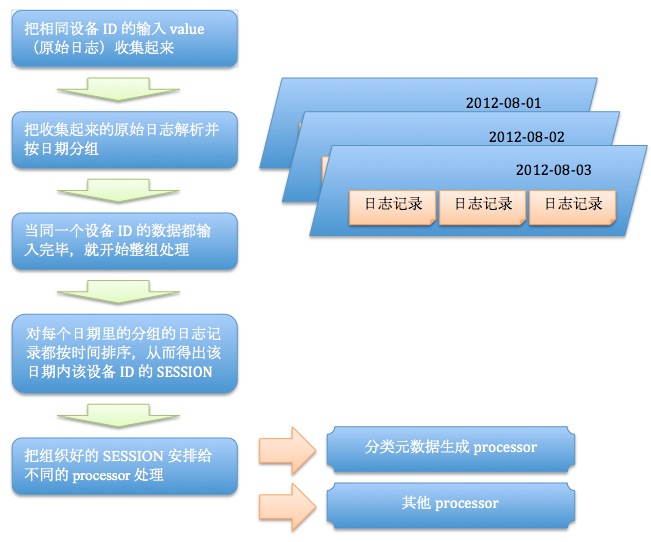 把相同设备 ID 的输入 value
（原始日志）收集起来
把收集起来的原始日志解析并
按日期分组
2012-08-01
2012-08-02
2012-08-03
日志记录 日志记录 日志记录
当同一个设备 ID 的数据都输
入完毕，就开始整组处理
对每个日期里的分组的日志记
录都按时间排序，从而得出该
日期内该设备 ID 的 SESSION
把组织好的 SESSION 安排给
不同的 processor 处理
分类元数据生成 processor
其他 processor